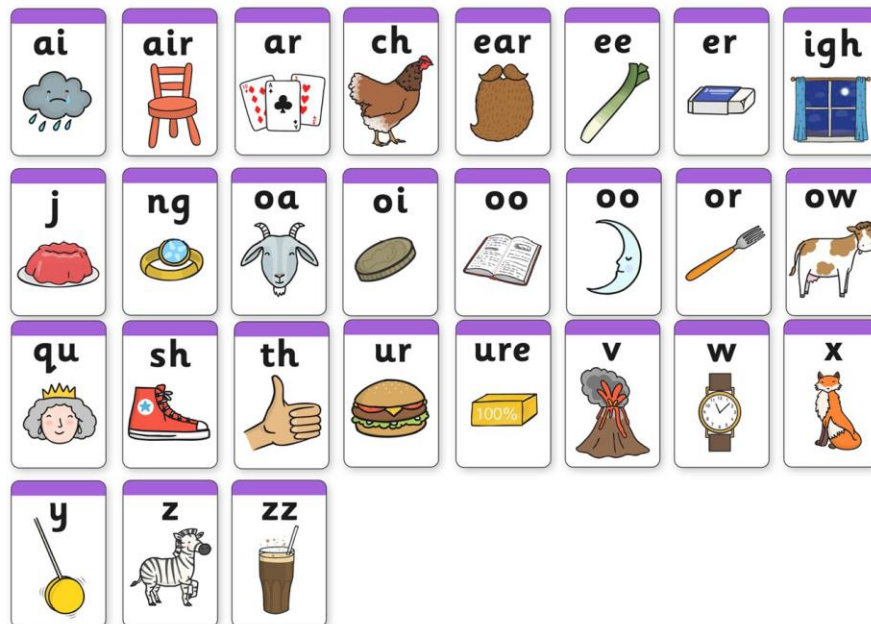 ai air ar ch ear ee er igh
j ng oa oi oo oo or ow
qu sh th ur ure v w x
100%
y z zz